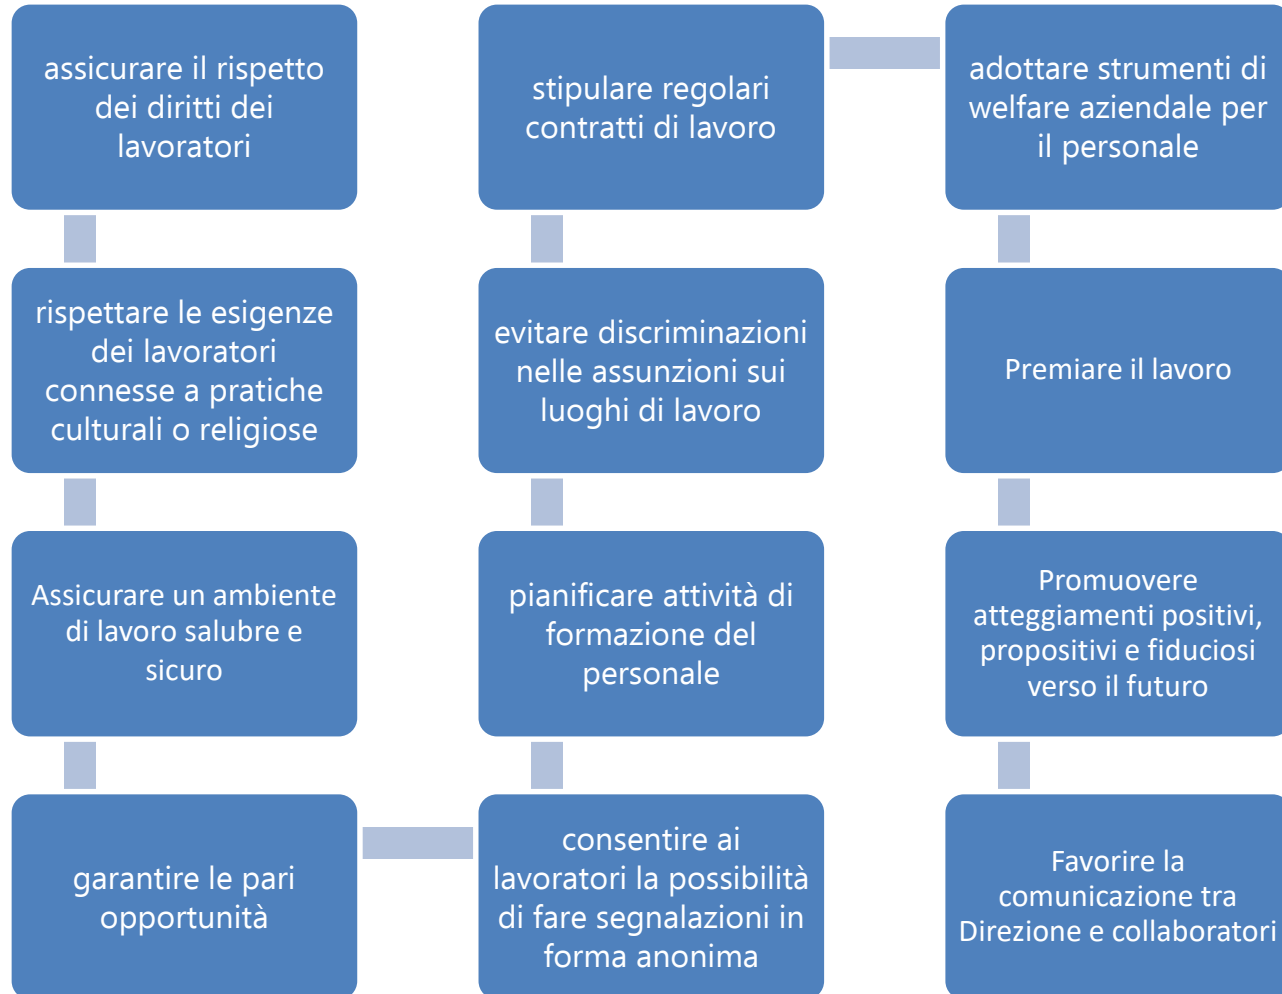 assicurare il rispetto
dei diritti dei
lavoratori
rispettare le esigenze
dei lavoratori
connesse a pratiche
culturali o religiose
Assicurare un ambiente
di lavoro salubre e
sicuro
garantire le pari
opportunità
consentire ai
lavoratori la possibilità
di fare segnalazioni in
forma anonima
pianificare attività di
formazione del
personale
evitare discriminazioni
nelle assunzioni sui
luoghi di lavoro
stipulare regolari
contratti di lavoro
adottare strumenti di
welfare aziendale per
il personale
Premiare il lavoro
Promuovere
atteggiamenti positivi,
propositivi e fiduciosi
verso il futuro
Favorire la
comunicazione tra
Direzione e collaboratori